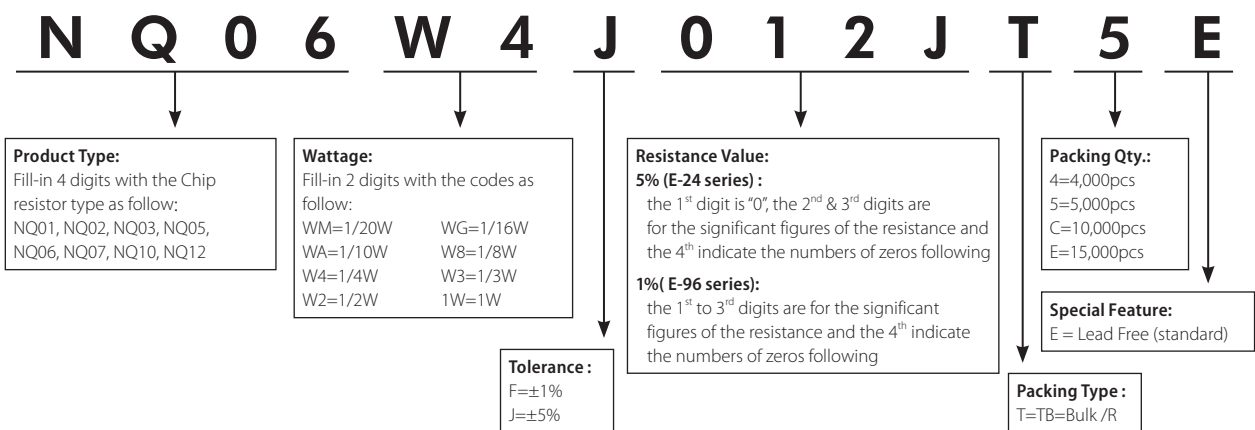 NQ06W4J012JT5E
Product Type:
Fill-in 4 digits with the Chip
resistor type as follow:
NQ01, NQ02, NQ03, NQ05,
NQ06, NQ07, NQ10, NQ12
Wattage:
Fill-in 2 digits with the codes as
follow:
WM=1/20W WG=1/16W
WA=1/10W W8=1/8W
W4=1/4W W3=1/3W
W2=1/2W 1W=1W
Tolerance :
F=±1%
J=±5%
Resistance Value:
5% (E-24 series) :
the 1st digit is "0", the 2nd & 3rd digits are
for the significant figures of the resistance and
the 4th indicate the numbers of zeros following
1%( E-96 series):
the 1st to 3rd digits are for the significant
figures of the resistance and the 4th indicate
the numbers of zeros following
Packing Type :
T=TB=Bulk /R
Packing Qty.:
4=4,000pcs
5=5,000pcs
C=10,000pcs
E=15,000pcs
Special Feature:
E = Lead Free (standard)